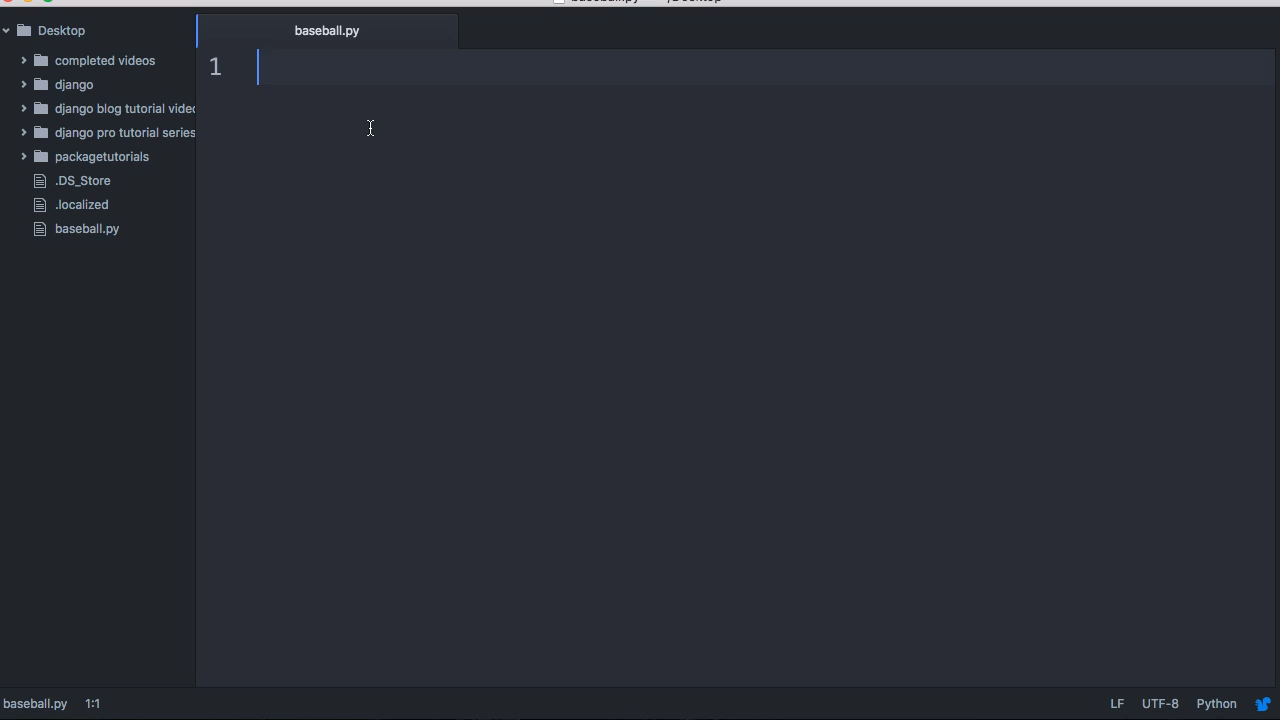 Desktop
completed videos
django
django blog tutorial vide
django pro tutorial series
packagetutorials
.DS_Store
.localized
baseball.py
baseball.py
1
baseball.py 1:1
LF UTF-8 Python